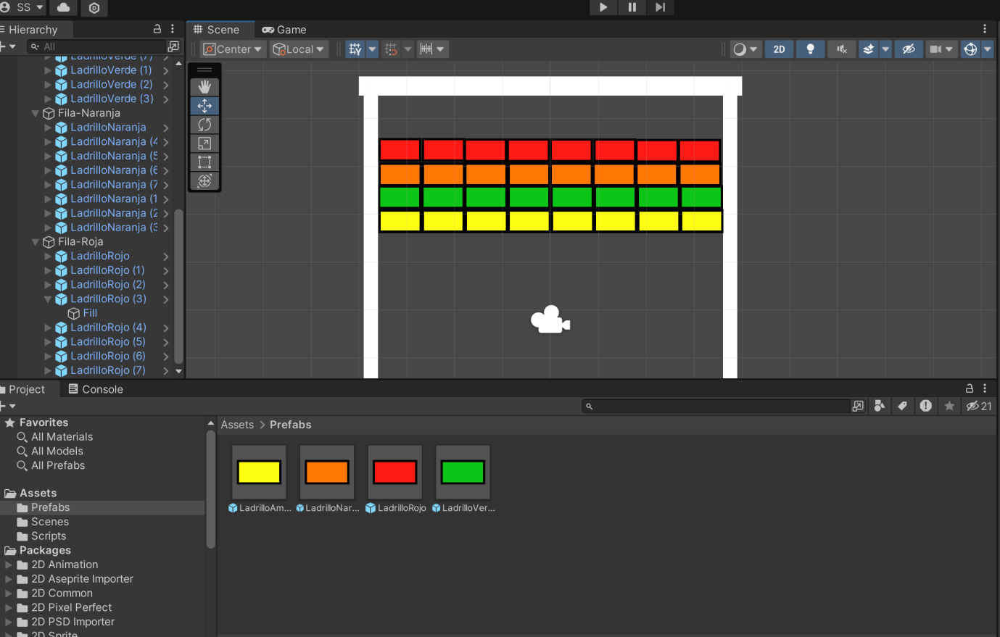 SS
Hierarchy
All
LadrilloVerde (7)
LadrilloVerde (1)
LadrilloVerde (2)
LadrilloVerde (3)
Fila-Naranja
LadrilloNaranja
LadrilloNaranja (4
LadrilloNaranja (5
LadrilloNaranja (6
LadrilloNaranja (7
LadrilloNaranja (1
LadrilloNaranja (2
LadrilloNaranja (3
Fila-Roja
LadrilloRojo
LadrilloRojo (1)
LadrilloRojo (2)
LadrilloRojo (3)
Fill
LadrilloRojo (4)
LadrilloRojo (5)
LadrilloRojo (6)
LadrilloRojo (7)
Scene Game
Center Local 2D
Project Console
21
Favorites
All Materials
All Models
All Prefabs
Assets
Prefabs
Scenes
Scripts
Packages
2D Animation
2D Aseprite Importer
2D Common
2D Pixel Perfect
2D PSD Importer
2D Sprite
Assets > Prefabs
LadrilloAm... LadrilloNar... LadrilloRojo LadrilloVer...